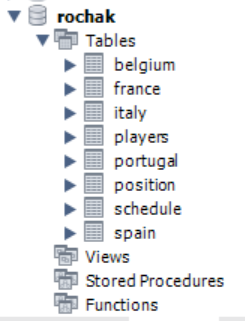 rochak
Tables
belgium
france
italy
players
portugal
position
schedule
spain
Views
Stored Procedures
Functions